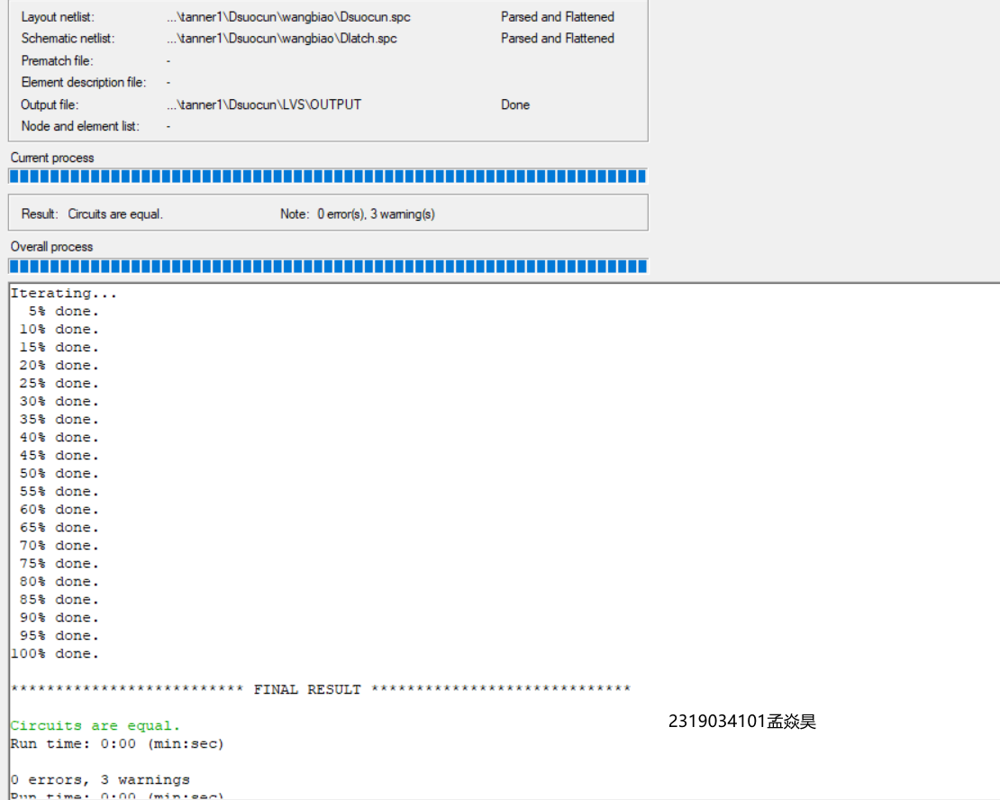 Layout netlist: ...\tanner1\Dsuocun\wangbiao\Dsuocun.spc Parsed and Flattened
Schematic netlist: ...\tanner1\Dsuocun\wangbiao\Dlatch.spc Parsed and Flattened
Prematch file: -
Element description file: -
Output file: ...\tanner1\Dsuocun\LVS\OUTPUT Done
Node and element list: -
Current process
Result: Circuits are equal. Note: 0 error(s), 3 warning(s)
Overall process
Iterating...
5% done.
10% done.
15% done.
20% done.
25% done.
30% done.
35% done.
40% done.
45% done.
50% done.
55% done.
60% done.
65% done.
70% done.
75% done.
80% done.
85% done.
90% done.
95% done.
100% done.
************************** FINAL RESULT *****************************
Circuits are equal.
2319034101孟焱昊
Run time: 0:00 (min:sec)
0 errors, 3 warnings
Run time: 0:00 (min:sec)